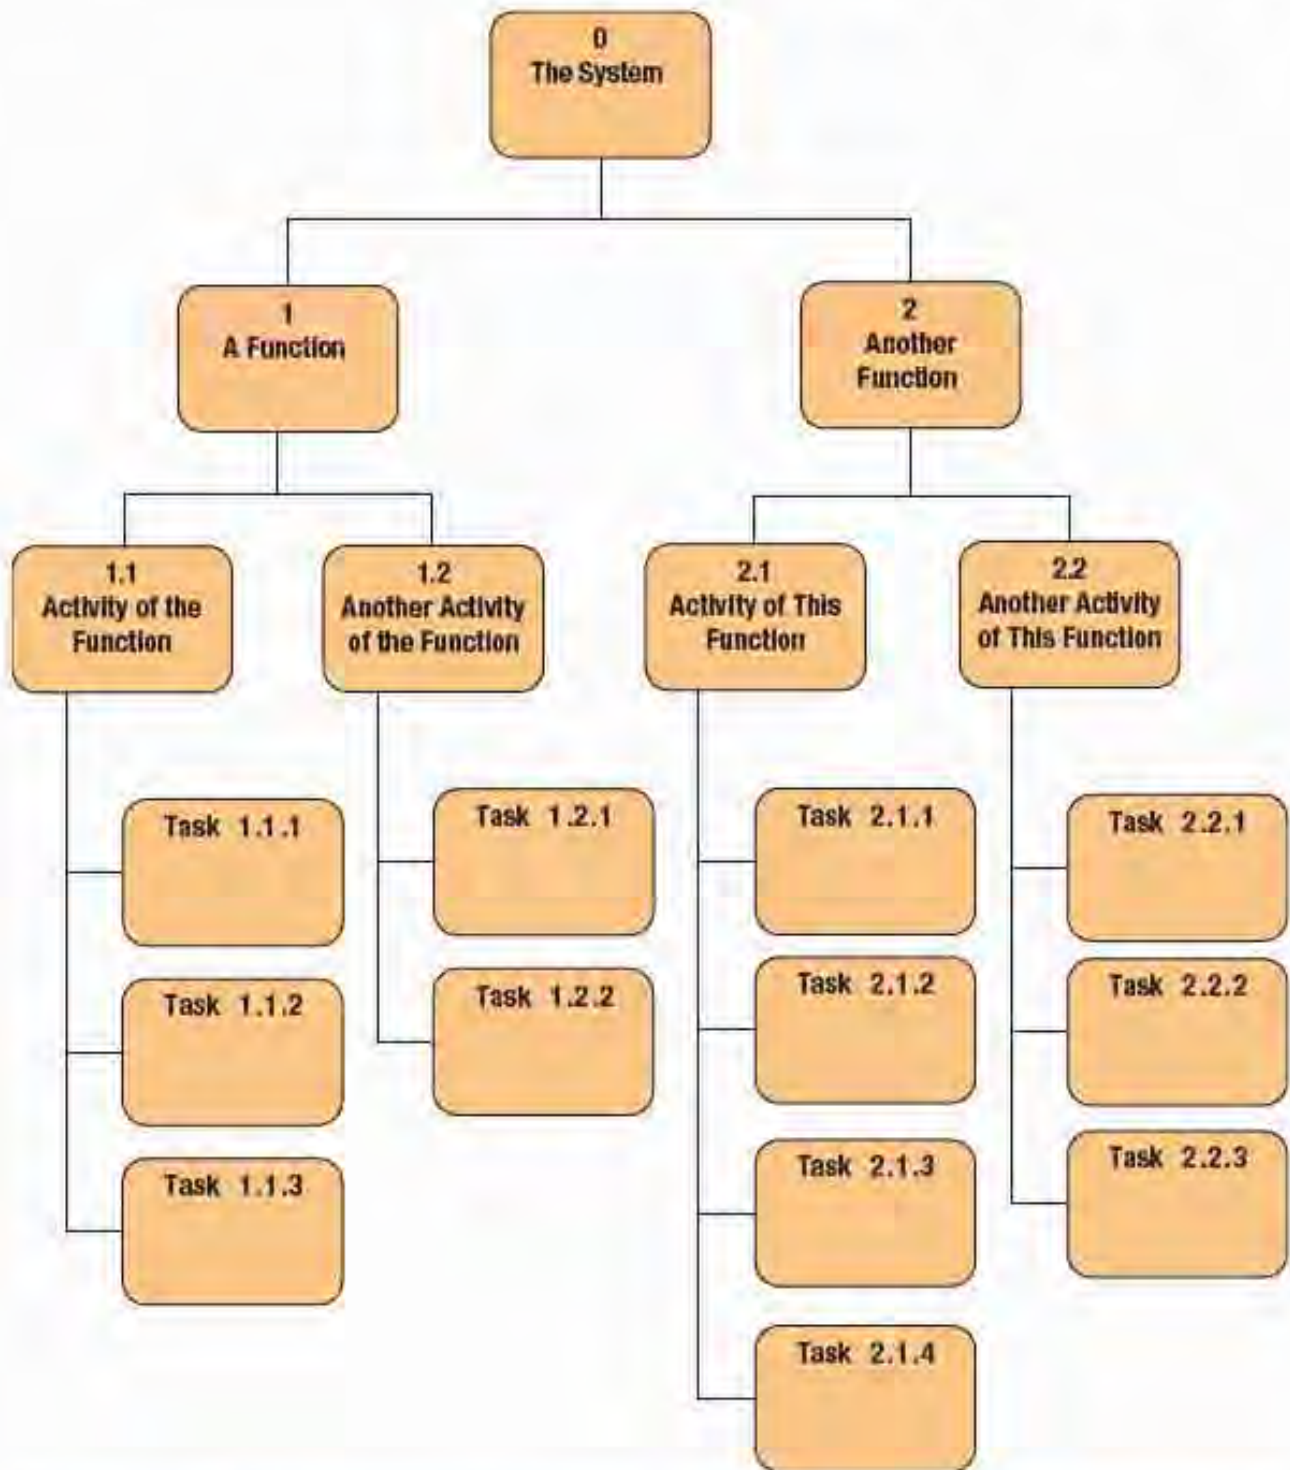 0
The System
1
A Function
2
Another
Function
1.1
Activity of the
Function
1.2
Another Activity
of the Function
2.1
Activity of This
Function
2.2
Another Activity
of This Function
Task 1.1.1
Task 1.1.2
Task 1.1.3
Task 1.2.1
Task 1.2.2
Task 2.1.1
Task 2.1.2
Task 2.1.3
Task 2.1.4
Task 2.2.1
Task 2.2.2
Task 2.2.3